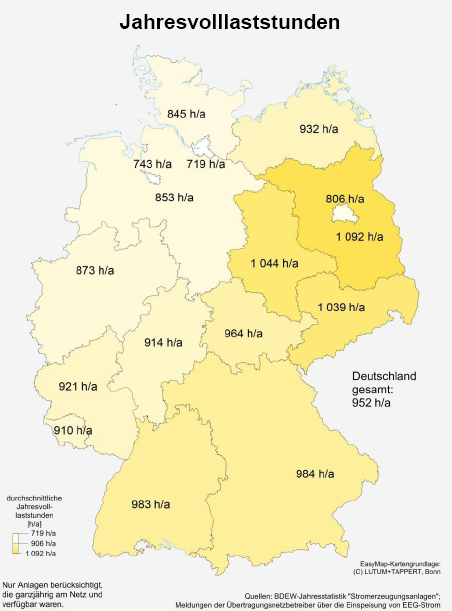 Jahresvolllaststunden
845 h/a
932 h/a
743 h/a
719 h/a
853 h/a
806 h/a
1 092 h/a
873 h/a
1 044 h/a
1 039 h/a
914 h/a
964 h/a
921 h/a
910 h/a
Deutschland
gesamt:
952 h/a
983 h/a
984 h/a
durchschnittliche
Jahresvoll-
laststunden
[h/a]
719 h/a
906 h/a
1 092 h/a
EasyMap-Kartengrundlage:
(C) LUTUM+TAPPERT, Bonn
Nur Anlagen berücksichtigt,
die ganzjährig am Netz und
verfügbar waren.
Quellen: BDEW-Jahresstatistik "Stromerzeugungsanlagen";
Meldungen der Übertragungsnetzbetreiber über die Einspeisung von EEG-Strom